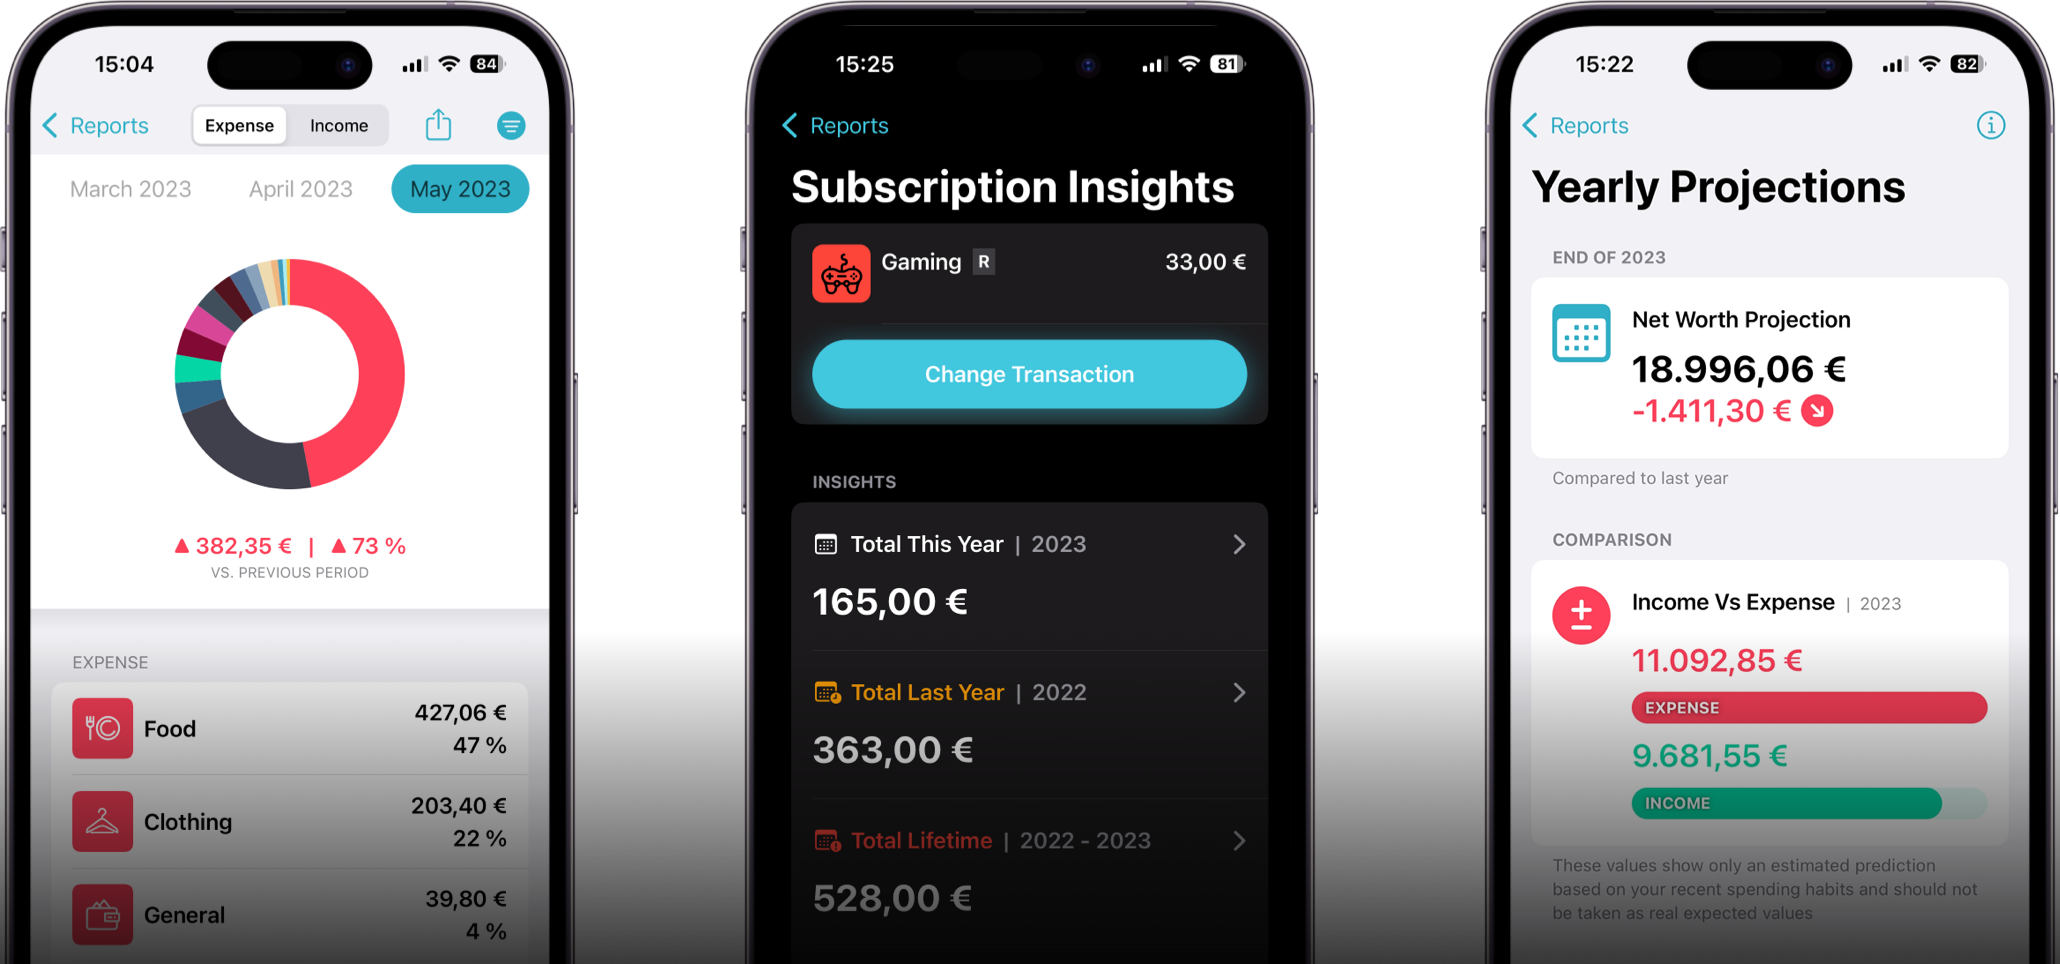 15:04
84
Reports
Expense
Income
March 2023
April 2023
May 2023
382,35 € | 73 %
VS. PREVIOUS PERIOD
EXPENSE
Food
427,06 €
47 %
Clothing
203,40 €
22 %
General
39,80 €
4 %
15:25
81
Reports
Subscription Insights
Gaming R
33,00 €
Change Transaction
INSIGHTS
Total This Year | 2023
165,00 €
Total Last Year | 2022
363,00 €
Total Lifetime | 2022 - 2023
528,00 €
15:22
82
Reports
Yearly Projections
END OF 2023
Net Worth Projection
18.996,06 €
-1.411,30 €
Compared to last year
COMPARISON
Income Vs Expense | 2023
11.092,85 €
EXPENSE
9.681,55 €
INCOME
These values show only an estimated prediction
based on your recent spending habits and should not
be taken as real expected values